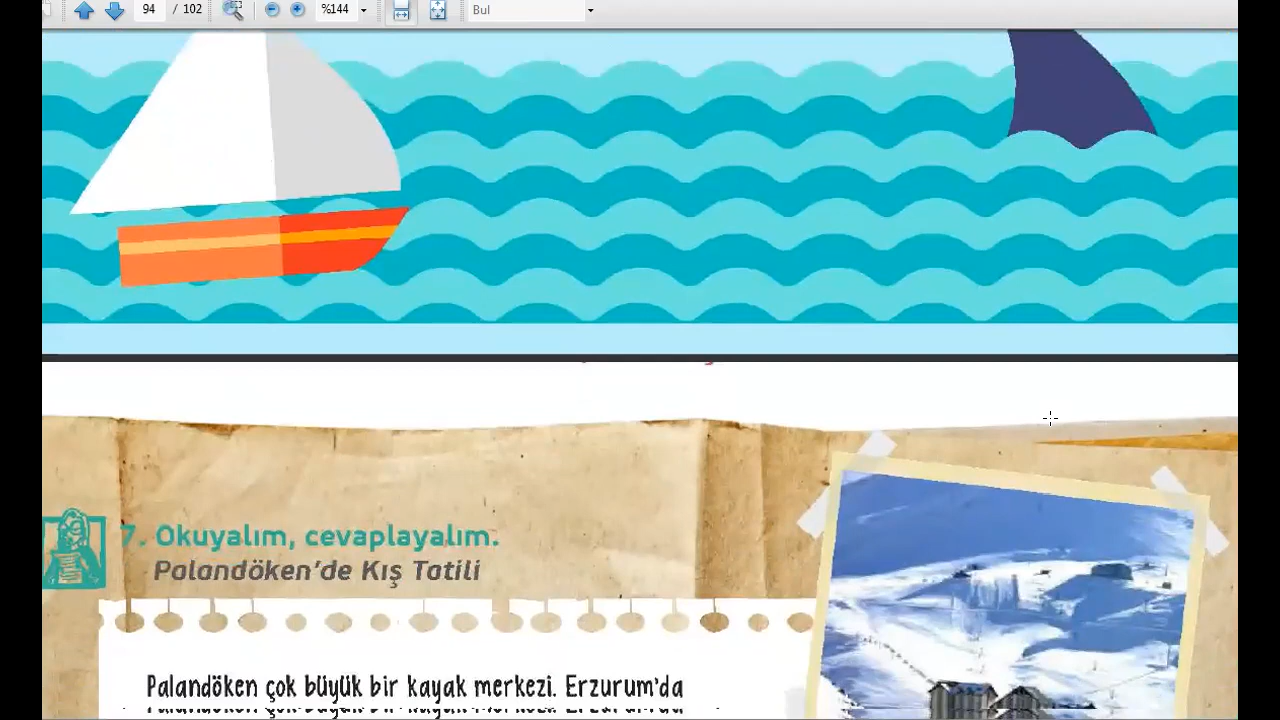 94 / 102 %144 Bul
7. Okuyalım, cevaplayalım.
Palandöken'de Kış Tatili
Palandöken çok büyük bir kayak merkezi. Erzurum'da